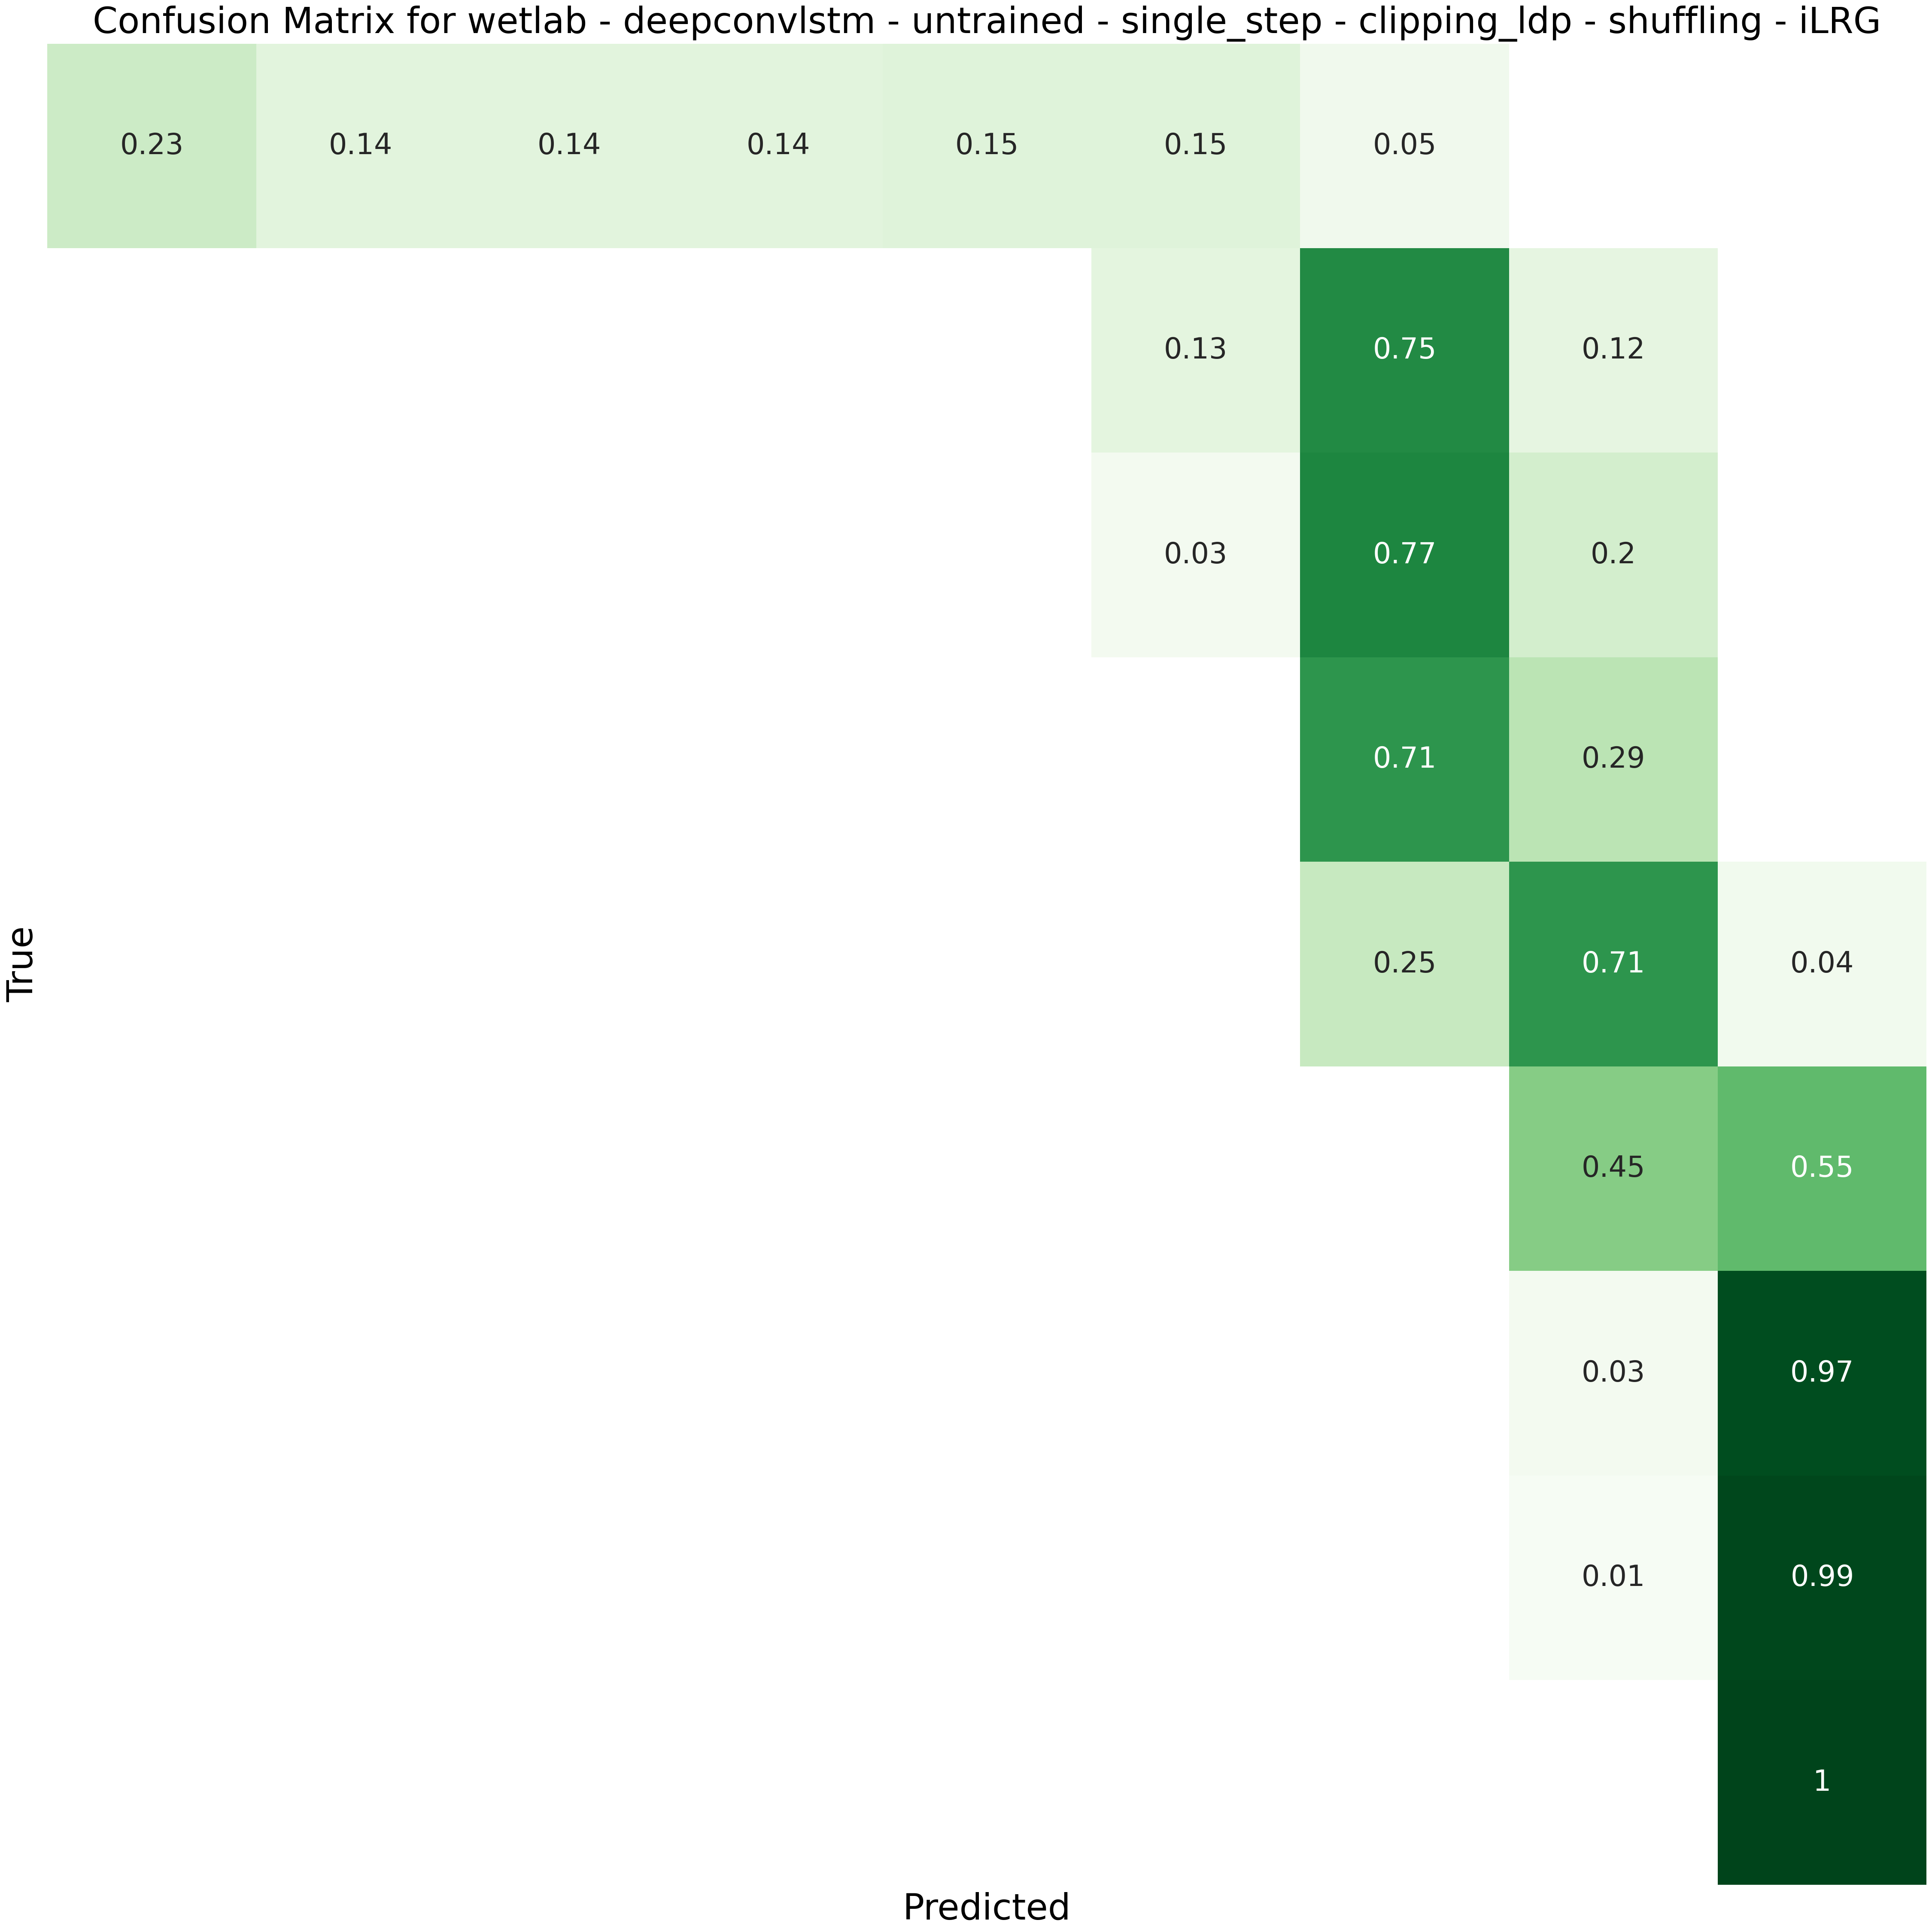 Confusion Matrix for wetlab - deepconvlstm - untrained - single_step - clipping_ldp - shuffling - iLRG
0.23 0.14 0.14 0.14 0.15 0.15 0.05
0.13 0.75 0.12
0.03 0.77 0.2
0.71 0.29
0.25 0.71 0.04
True
0.45 0.55
0.03 0.97
0.01 0.99
1
Predicted